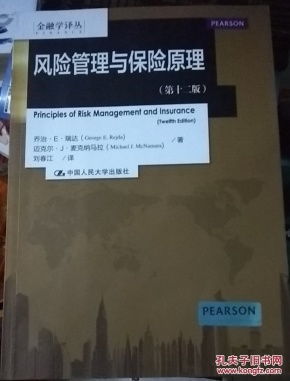 金融学译丛
PEARSON
风险管理与保险原理
（第十二版）
Principles of Risk Management and Insurance
(Twelfth Edition)
乔治·E·瑞达（George E. Rejda）
迈克尔·J·麦克纳马拉（Michael J. McNamara） 著
刘春江 译
中国人民大学出版社
PEARSON
孔夫子旧书网